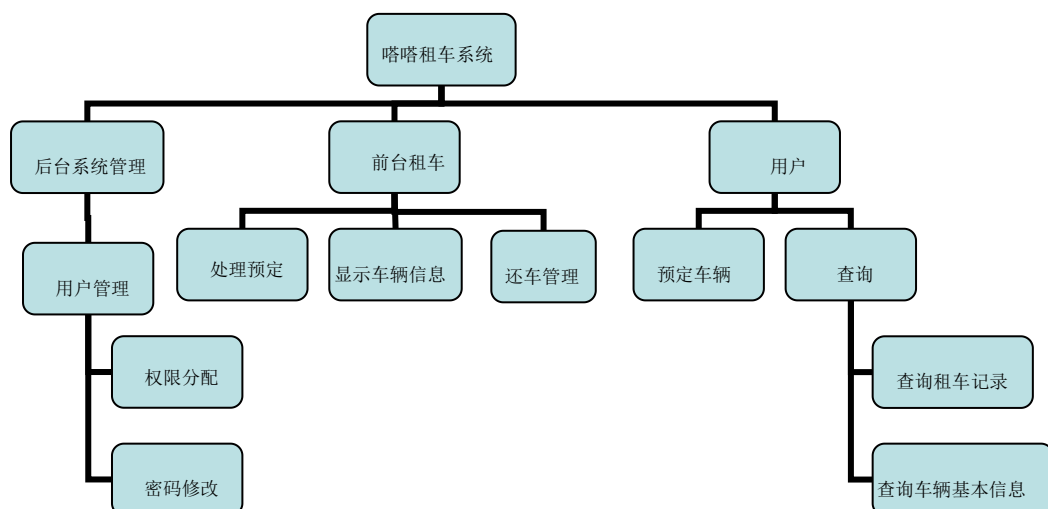 嗒嗒租车系统
后台系统管理
前台租车
用户
用户管理
处理预定
显示车辆信息
还车管理
预定车辆
查询
权限分配
查询租车记录
密码修改
查询车辆基本信息